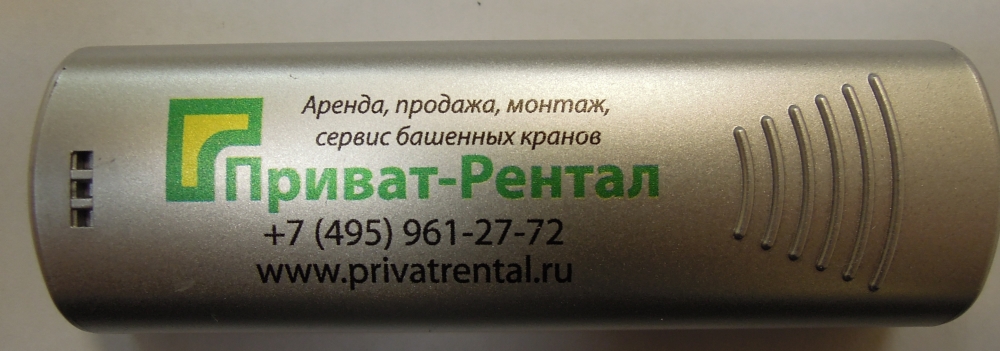 Аренда, продажа, монтаж,
сервис башенных кранов
Приват-Рентал
+7 (495) 961-27-72
www.privatrental.ru